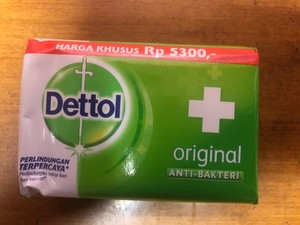 HARGA KHUSUS Rp 5300,-
Dettol
PERLINDUNGAN
TERPERCAYA*
original
ANTI-BAKTERI